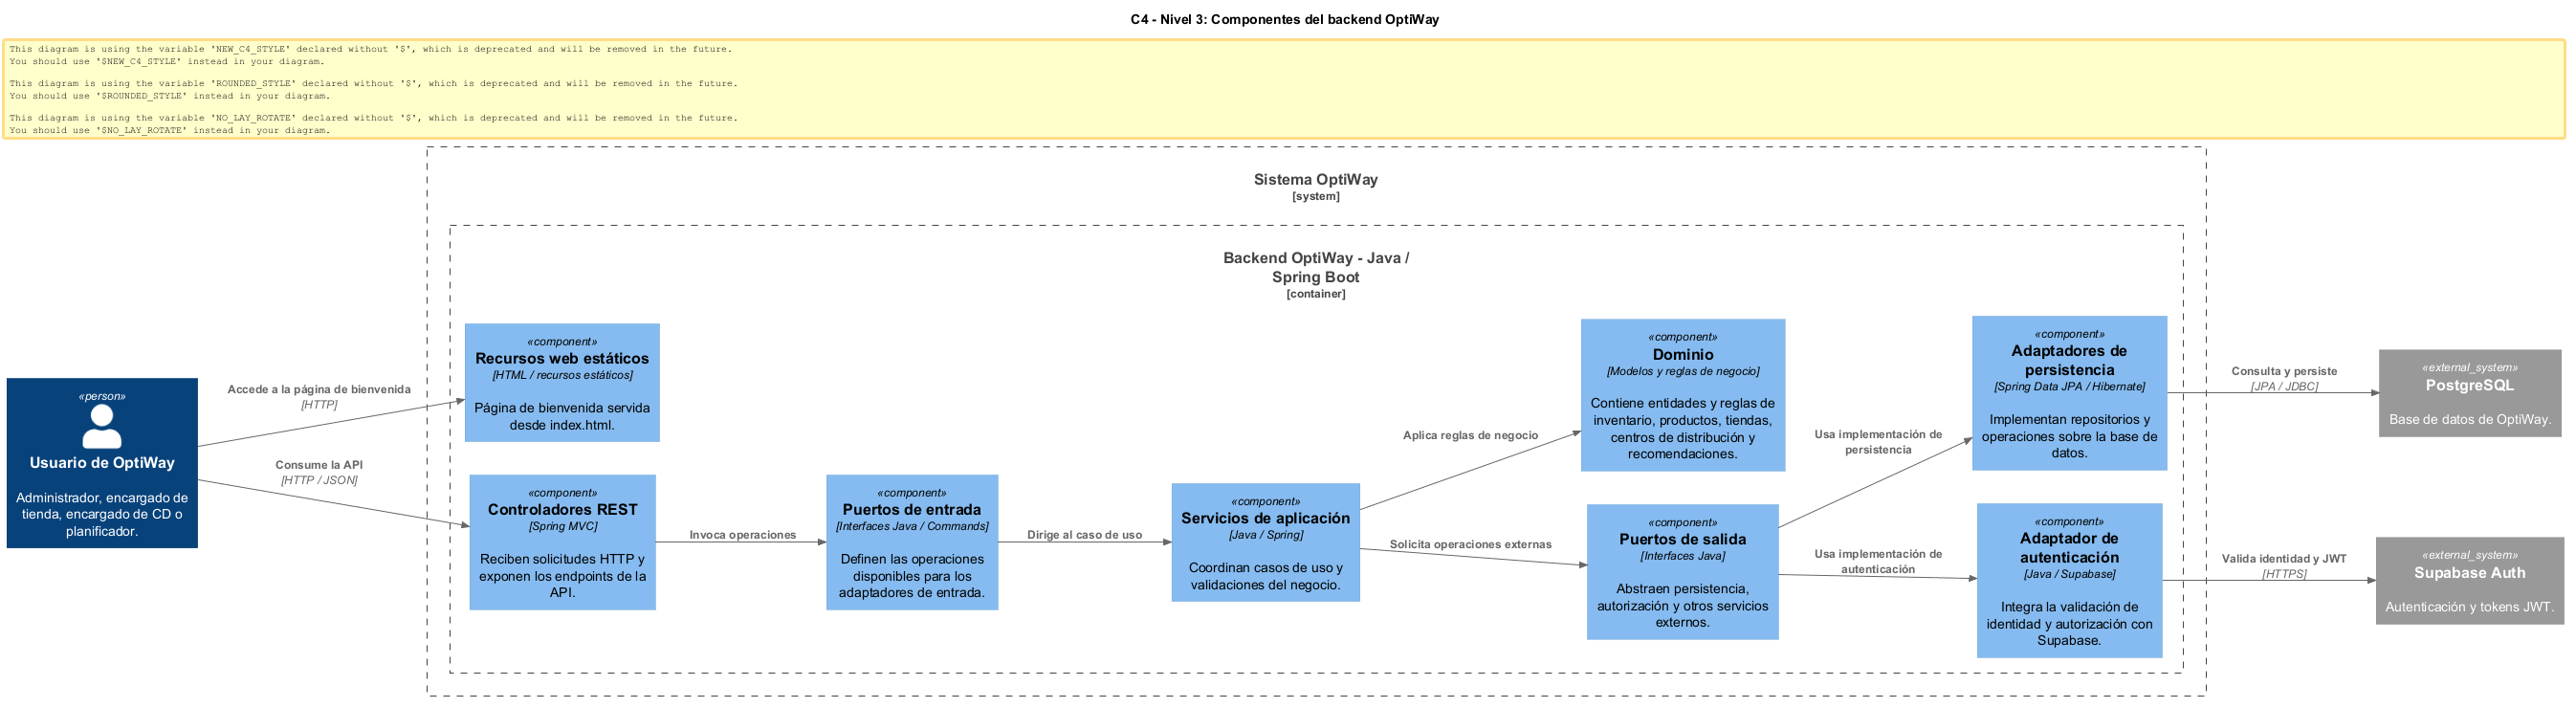 C4 - Nivel 3: Componentes del backend OptiWay
This diagram is using the variable 'NEW_C4_STYLE' declared without '$', which is deprecated and will be removed in the future.
You should use '$NEW_C4_STYLE' instead in your diagram.
This diagram is using the variable 'ROUNDED_STYLE' declared without '$', which is deprecated and will be removed in the future.
You should use '$ROUNDED_STYLE' instead in your diagram.
This diagram is using the variable 'NO_LAY_ROTATE' declared without '$', which is deprecated and will be removed in the future.
You should use '$NO_LAY_ROTATE' instead in your diagram.
Sistema OptiWay
[system]
Backend OptiWay - Java /
Spring Boot
[container]
«person»
Usuario de OptiWay
Administrador, encargado de
tienda, encargado de CD o
planificador.
Accede a la página de bienvenida
[HTTP]
Consume la API
[HTTP / JSON]
«component»
Recursos web estáticos
[HTML / recursos estáticos]
Página de bienvenida servida
desde index.html.
«component»
Controladores REST
[Spring MVC]
Reciben solicitudes HTTP y
exponen los endpoints de la
API.
Invoca operaciones
«component»
Puertos de entrada
[Interfaces Java / Commands]
Definen las operaciones
disponibles para los
adaptadores de entrada.
Dirige al caso de uso
«component»
Servicios de aplicación
[Java / Spring]
Coordinan casos de uso y
validaciones del negocio.
Aplica reglas de negocio
Solicita operaciones externas
«component»
Dominio
[Modelos y reglas de negocio]
Contiene entidades y reglas de
inventario, productos, tiendas,
centros de distribución y
recomendaciones.
«component»
Puertos de salida
[Interfaces Java]
Abstraen persistencia,
autorización y otros servicios
externos.
Usa implementación de
persistencia
Usa implementación de
autenticación
«component»
Adaptadores de
persistencia
[Spring Data JPA / Hibernate]
Implementan repositorios y
operaciones sobre la base de
datos.
«component»
Adaptador de
autenticación
[Java / Supabase]
Integra la validación de
identidad y autorización con
Supabase.
Consulta y persiste
[JPA / JDBC]
Valida identidad y JWT
[HTTPS]
«external_system»
PostgreSQL
Base de datos de OptiWay.
«external_system»
Supabase Auth
Autenticación y tokens JWT.